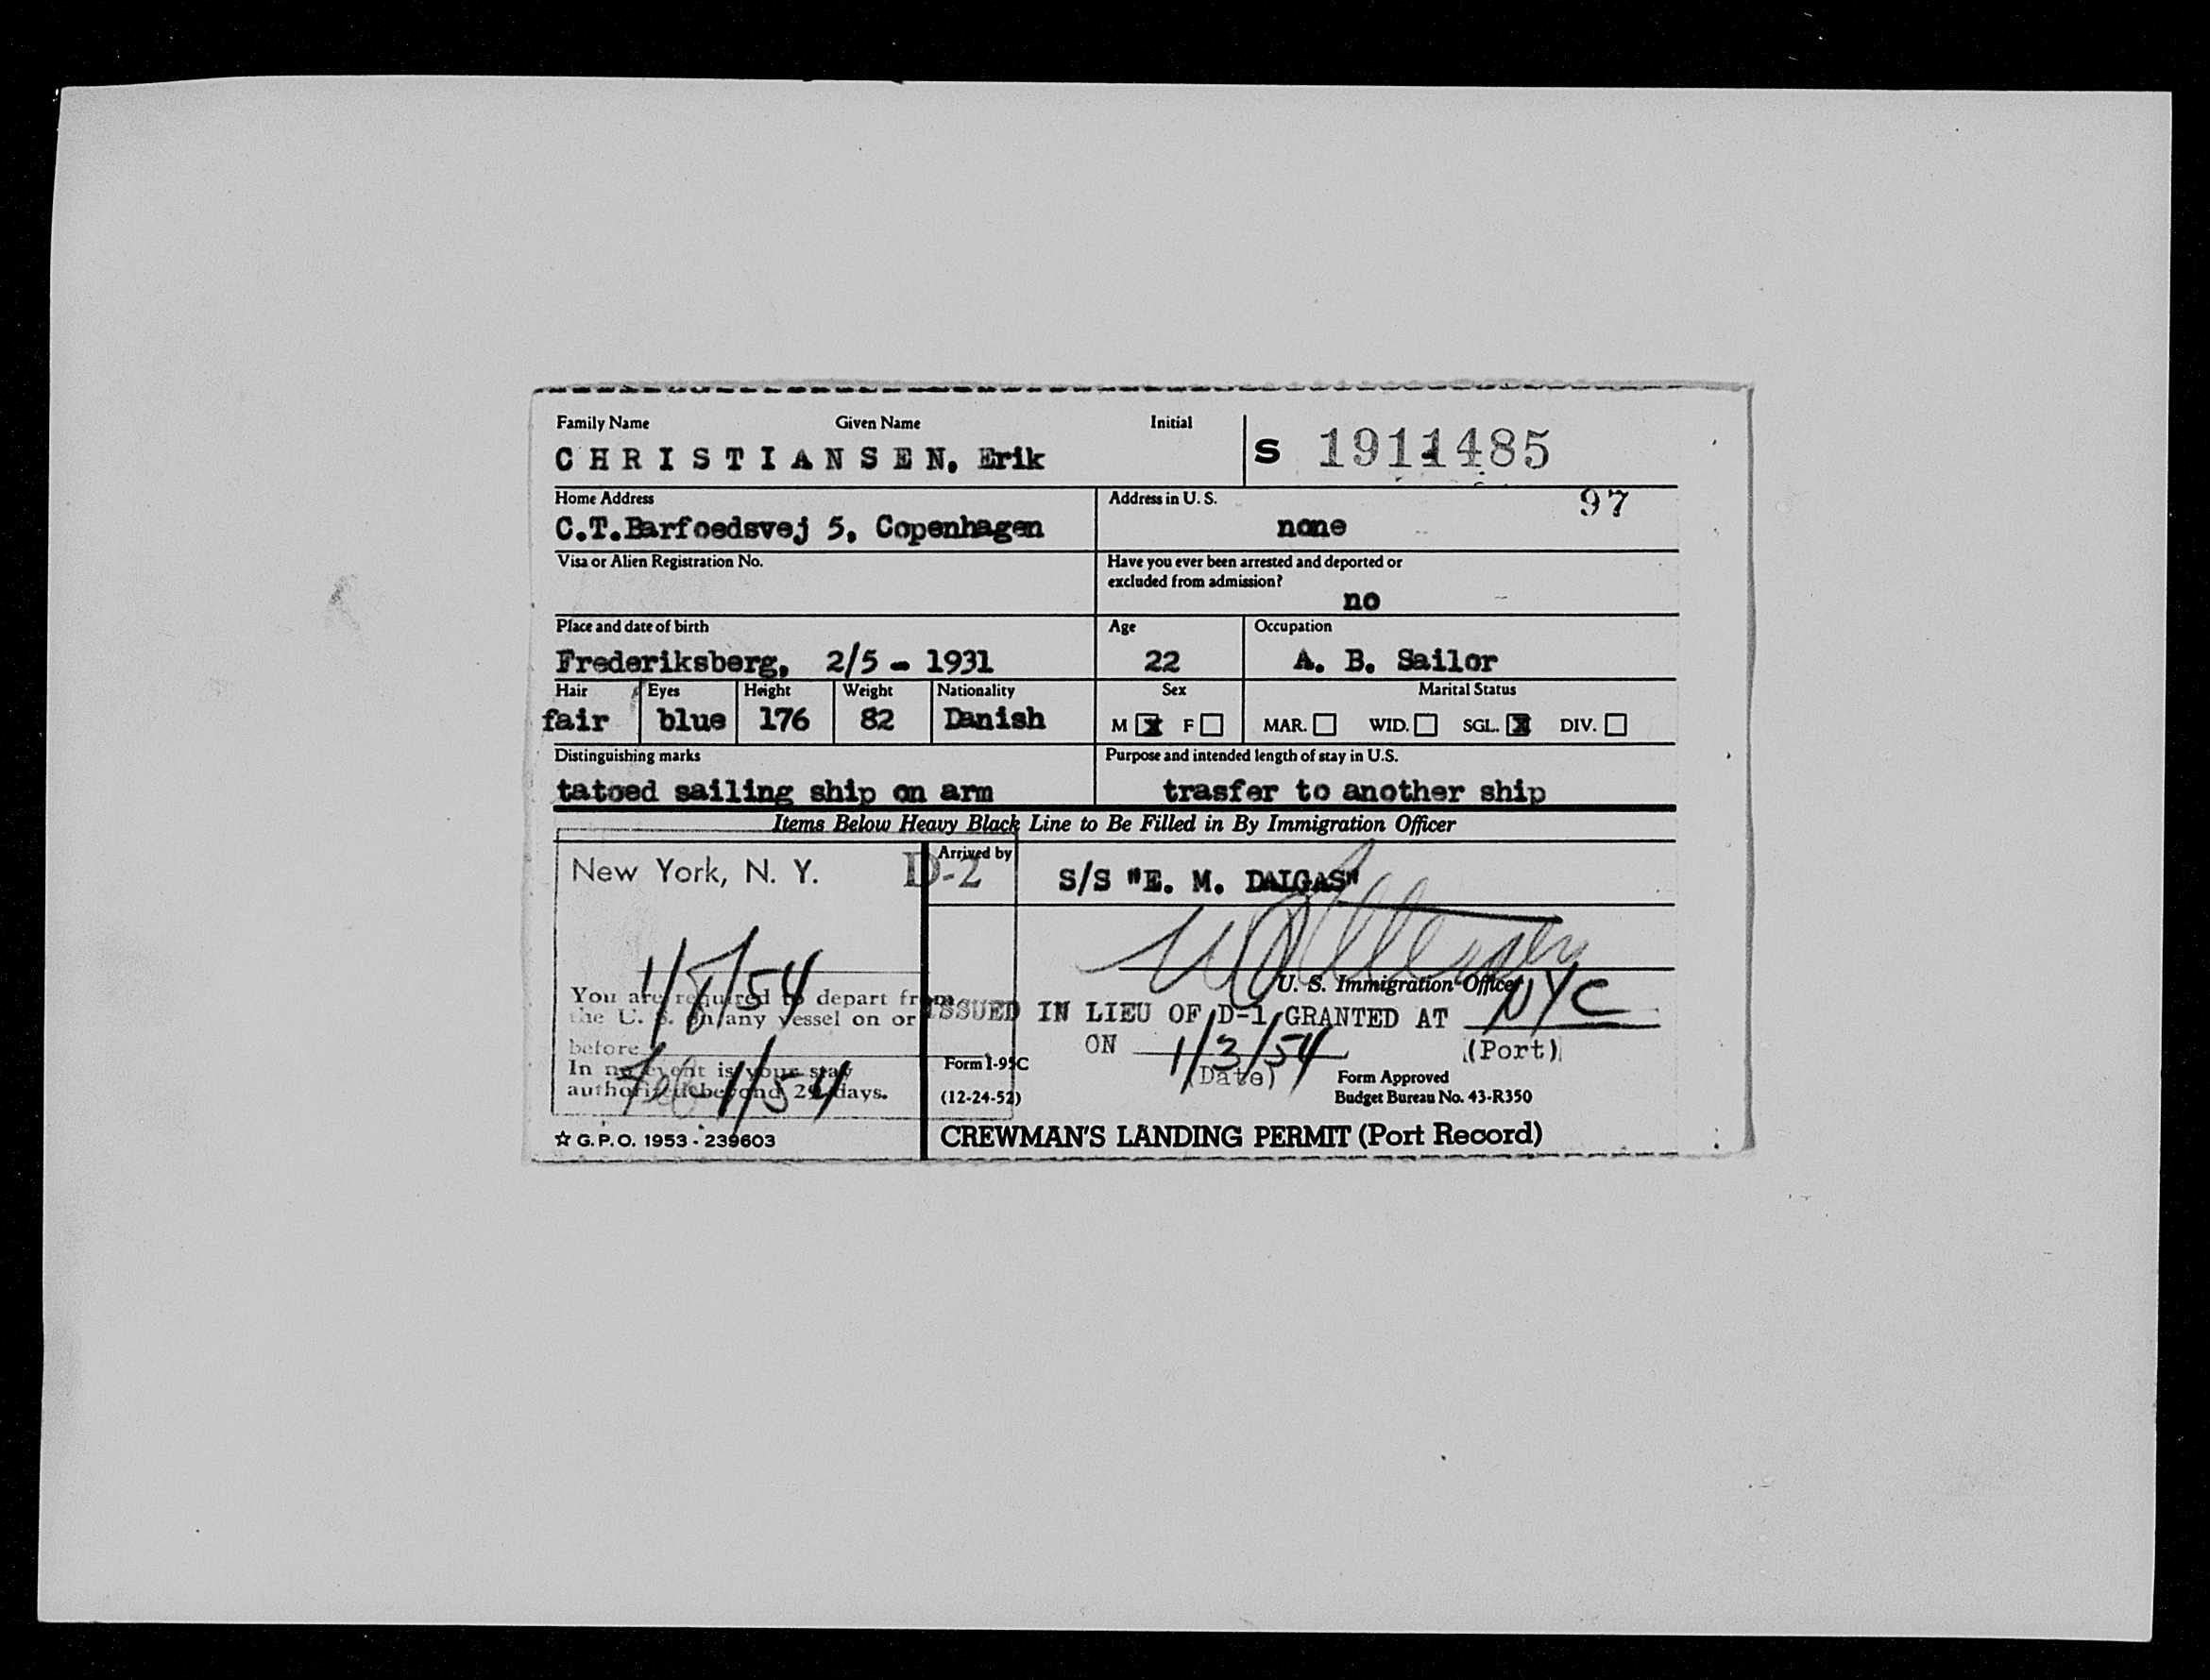 Family Name Given Name Initial
CHRISTIANSEN, Erik
S 1911485
Home Address Address in U. S. 97
C.T.Barfoedsvej 5, Copenhagen none
Visa or Alien Registration No. Have you ever been arrested and deported or
excluded from admission?
no
Place and date of birth Age Occupation
Frederiksberg, 2/5 - 1931 22 A. B. Sailor
Hair Eyes Height Weight Nationality Sex Marital Status
fair blue 176 82 Danish M X F MAR. WID. SGL. X DIV.
Distinguishing marks Purpose and intended length of stay in U.S.
tatoed sailing ship on arm trasfer to another ship
Items Below Heavy Black Line to Be Filled in By Immigration Officer
New York, N. Y. D-2 Arrived by S/S "E. M. DALGAS"
U. S. Immigration Officer
You are required to depart from
the U. S. on any vessel on or
before
In no event is your stay
authorized beyond 29 days.
ISSUED IN LIEU OF D-1 GRANTED AT NYC
ON 1/3/54 (Port)
(Date)
Form I-95C
(12-24-52)
Form Approved
Budget Bureau No. 43-R350
☆ G. P. O. 1953 - 239603
CREWMAN'S LANDING PERMIT (Port Record)